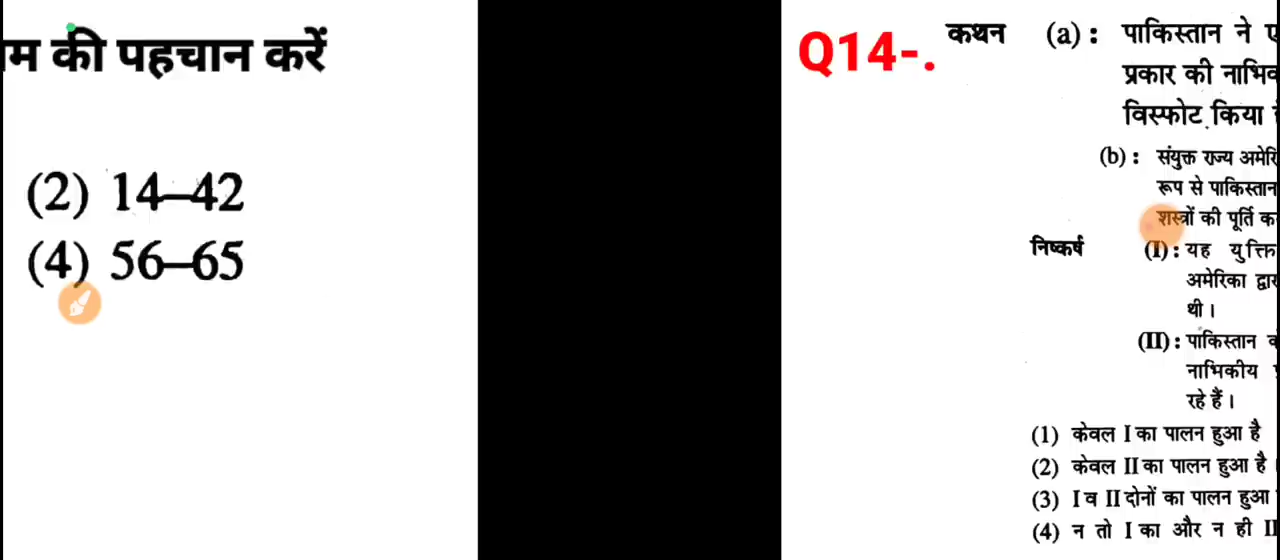 की पहचान करें
(2) 14–42
(4) 56–65
Q14-. कथन (a) : पाकिस्तान ने
प्रकार की
विस्फोट किया
(b) : संयुक्त राज्य
रूप से पाकिस्तान
शस्त्रों की पूर्ति
निष्कर्ष (I) : यह युक्ति
अमेरिका
थी।
(II) : पाकिस्तान
नाभिकीय
रहे हैं।
(1) केवल I का पालन हुआ है
(2) केवल II का पालन हुआ है
(3) I व II दोनों का पालन हुआ
(4) न तो I का और न ही